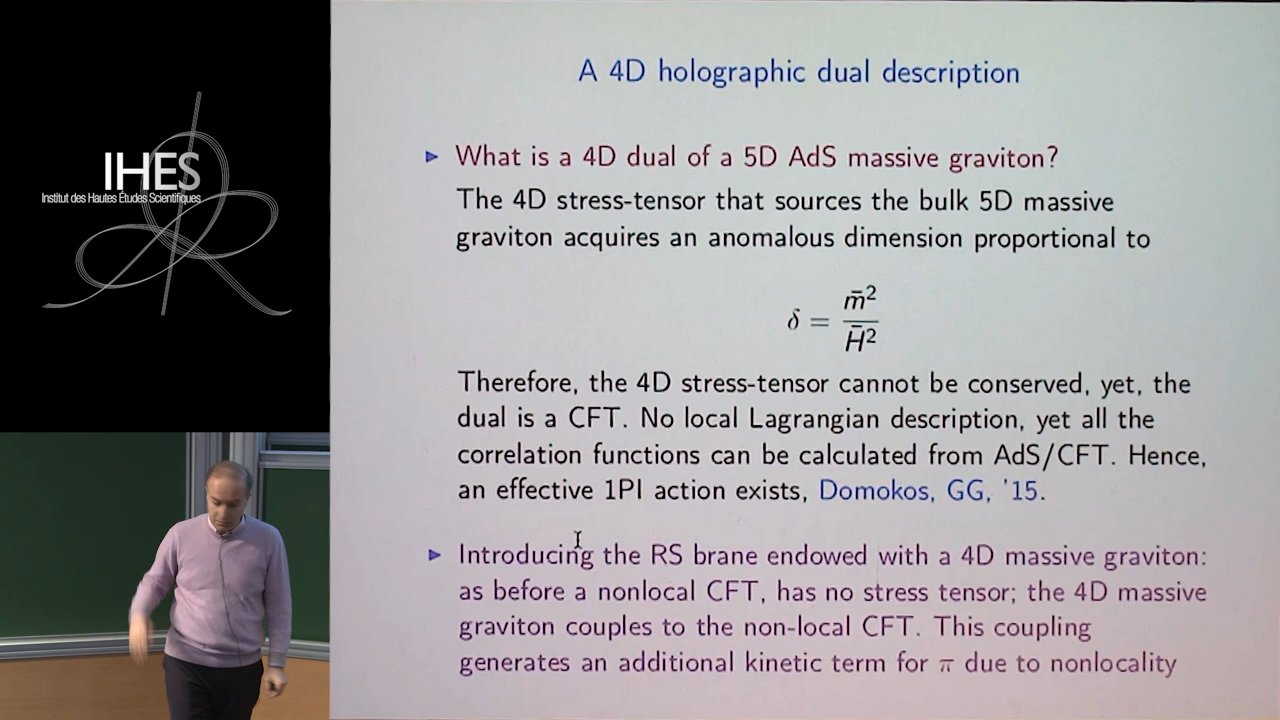 IHES
Institut des Hautes Études Scientifiques
A 4D holographic dual description
▶ What is a 4D dual of a 5D AdS massive graviton?
The 4D stress-tensor that sources the bulk 5D massive
graviton acquires an anomalous dimension proportional to
δ = m̄² / H̄²
Therefore, the 4D stress-tensor cannot be conserved, yet, the
dual is a CFT. No local Lagrangian description, yet all the
correlation functions can be calculated from AdS/CFT. Hence,
an effective 1PI action exists, Domokos, GG, '15.
▶ Introducing the RS brane endowed with a 4D massive graviton:
as before a nonlocal CFT, has no stress tensor; the 4D massive
graviton couples to the non-local CFT. This coupling
generates an additional kinetic term for π due to nonlocality